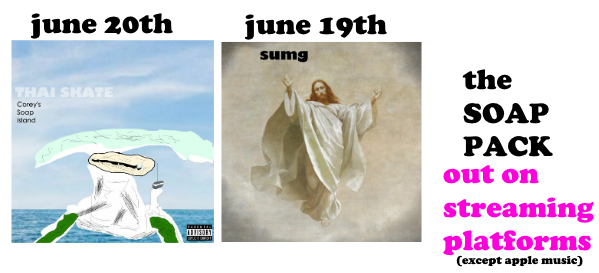 june 20th
THAI SKATE
Corey's
Soap
Island
PARENTAL
ADVISORY
EXPLICIT CONTENT
june 19th
sumg
the
SOAP
PACK
out on
streaming
platforms
(except apple music)